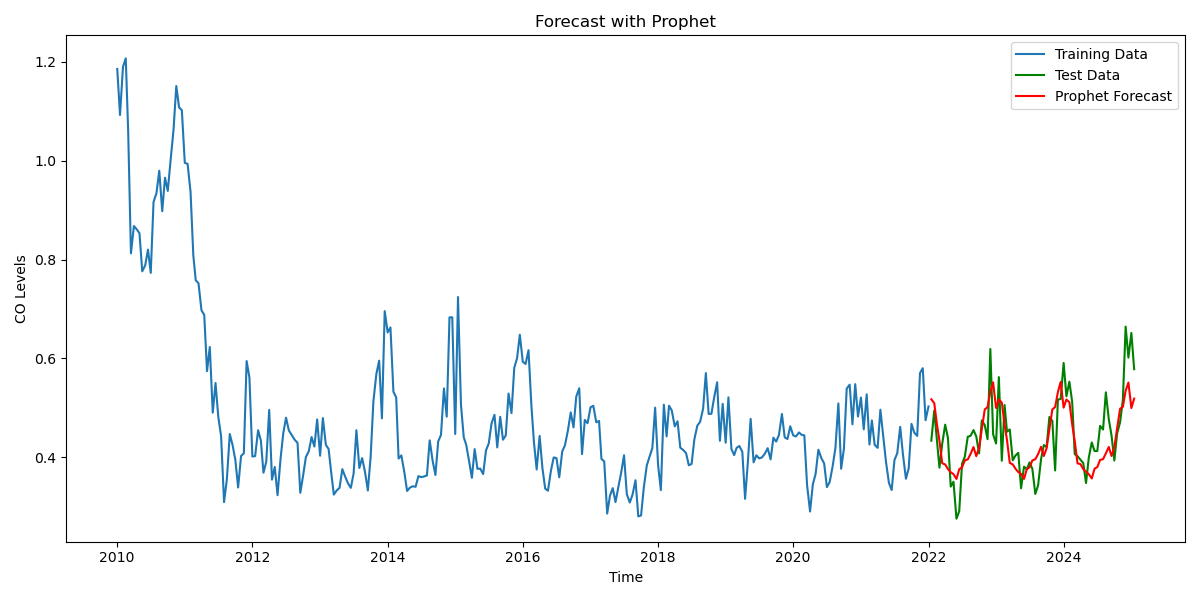 Forecast with Prophet
Training Data
Test Data
Prophet Forecast
1.2
1.0
0.8
0.6
0.4
CO Levels
2010 2012 2014 2016 2018 2020 2022 2024
Time